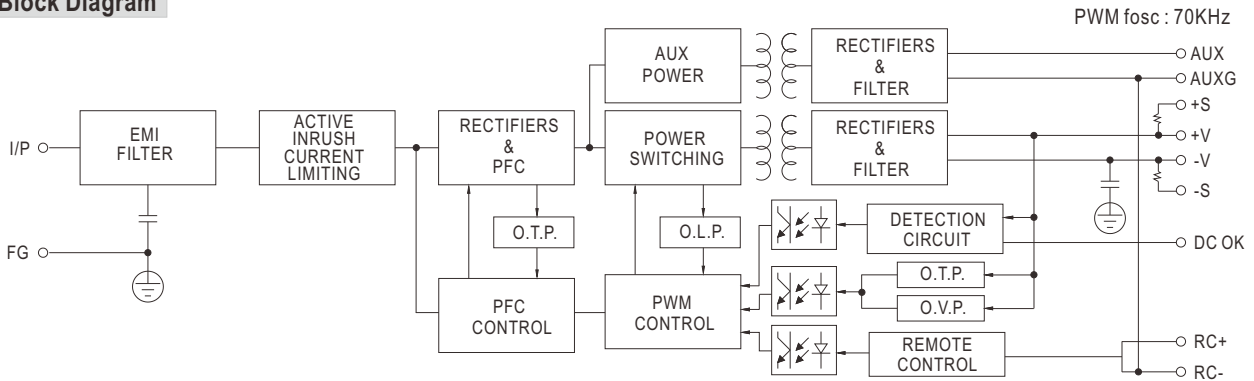 Block Diagram
PWM fosc : 70KHz
AUX
POWER
RECTIFIERS
&
FILTER
AUX
AUXG
+S
I/P
EMI
FILTER
ACTIVE
INRUSH
CURRENT
LIMITING
RECTIFIERS
&
PFC
POWER
SWITCHING
RECTIFIERS
&
FILTER
+V
-V
-S
O.T.P.
O.L.P.
DETECTION
CIRCUIT
DC OK
FG
PFC
CONTROL
PWM
CONTROL
O.T.P.
O.V.P.
REMOTE
CONTROL
RC+
RC-